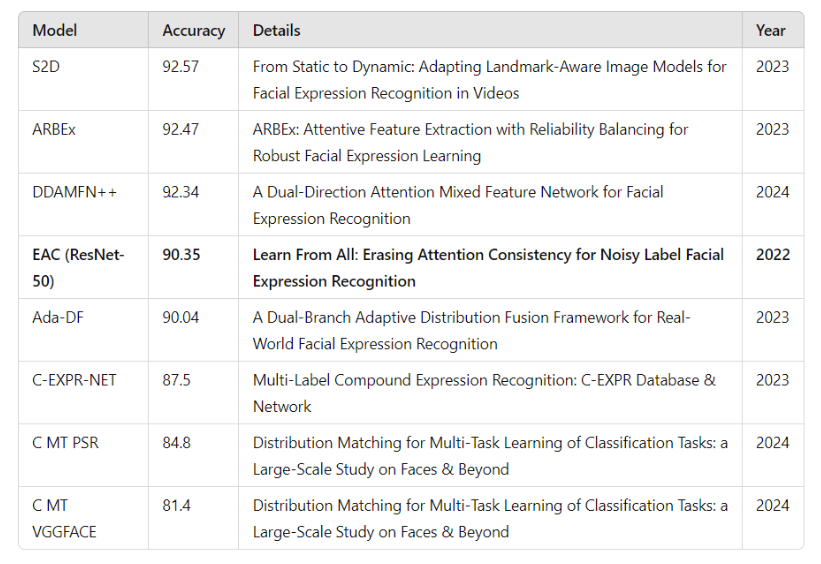 Model Accuracy Details Year
S2D 92.57 From Static to Dynamic: Adapting Landmark-Aware Image Models for 2023
Facial Expression Recognition in Videos
ARBEx 92.47 ARBEx: Attentive Feature Extraction with Reliability Balancing for 2023
Robust Facial Expression Learning
DDAMFN++ 92.34 A Dual-Direction Attention Mixed Feature Network for Facial 2024
Expression Recognition
EAC (ResNet- 90.35 Learn From All: Erasing Attention Consistency for Noisy Label Facial 2022
50) Expression Recognition
Ada-DF 90.04 A Dual-Branch Adaptive Distribution Fusion Framework for Real- 2023
World Facial Expression Recognition
C-EXPR-NET 87.5 Multi-Label Compound Expression Recognition: C-EXPR Database & 2023
Network
C MT PSR 84.8 Distribution Matching for Multi-Task Learning of Classification Tasks: a 2024
Large-Scale Study on Faces & Beyond
C MT 81.4 Distribution Matching for Multi-Task Learning of Classification Tasks: a 2024
VGGFACE Large-Scale Study on Faces & Beyond